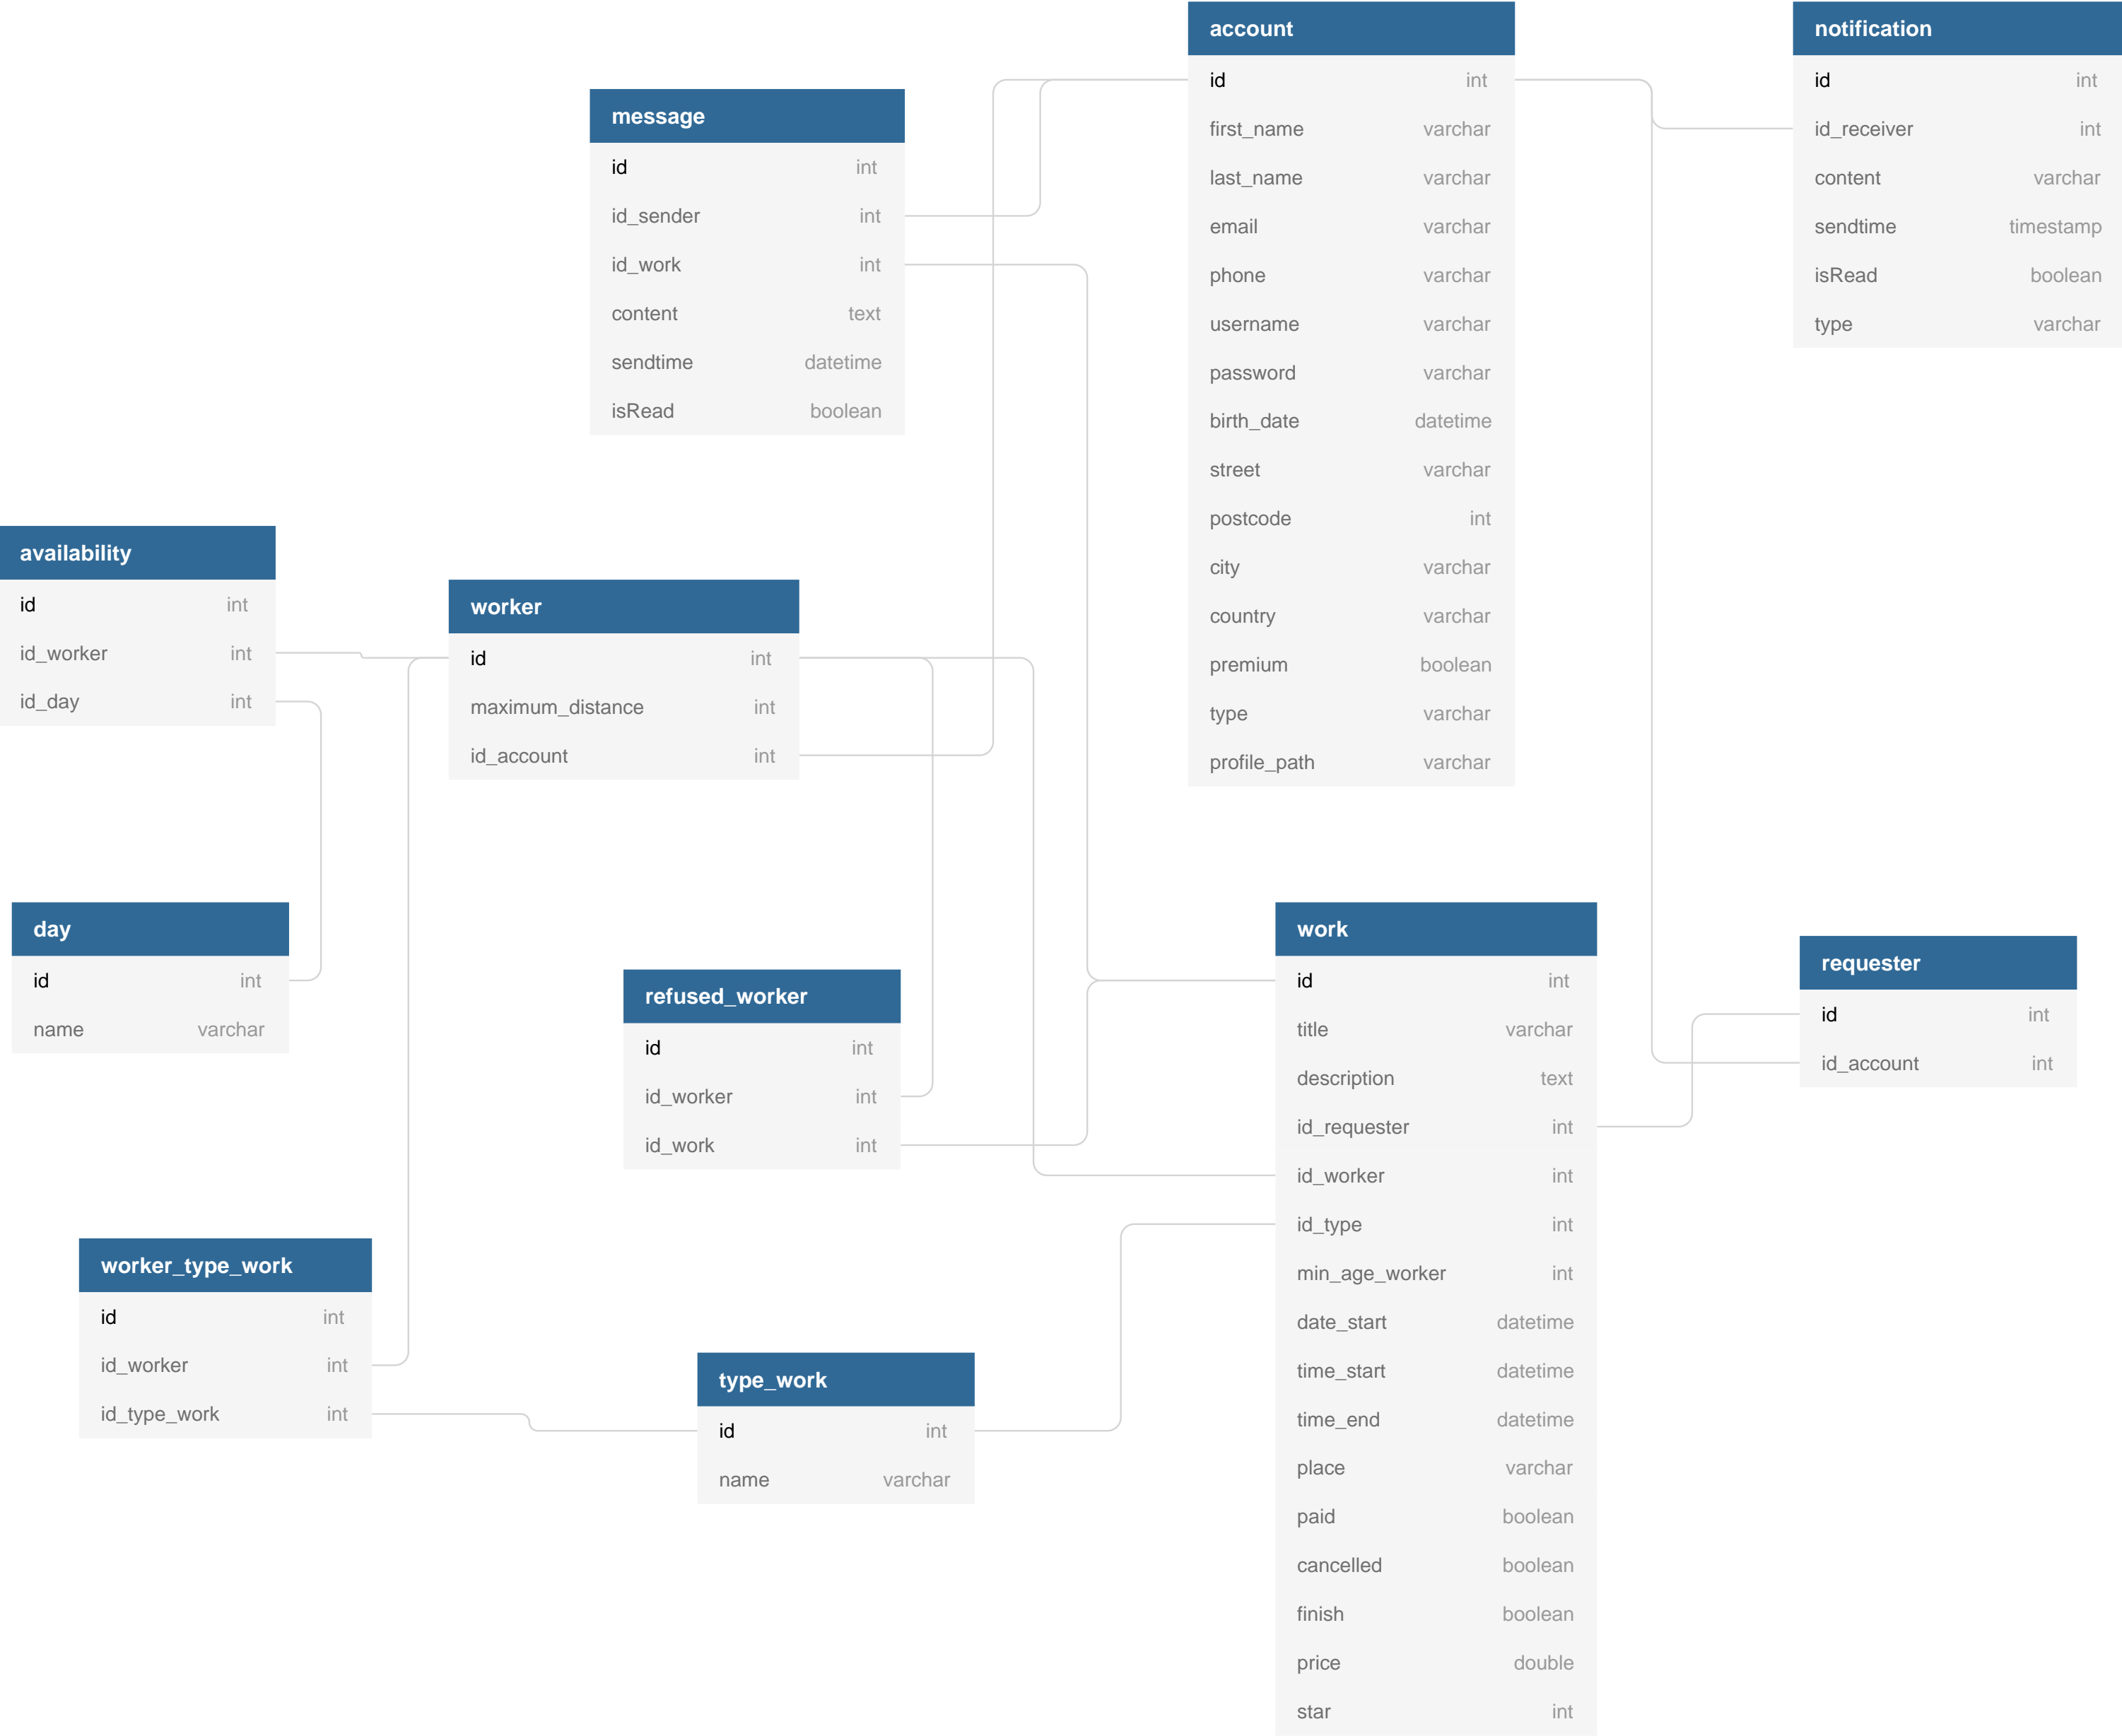 account
id int
first_name varchar
last_name varchar
email varchar
phone varchar
username varchar
password varchar
birth_date datetime
street varchar
postcode int
city varchar
country varchar
premium boolean
type varchar
profile_path varchar
notification
id int
id_receiver int
content varchar
sendtime timestamp
isRead boolean
type varchar
message
id int
id_sender int
id_work int
content text
sendtime datetime
isRead boolean
availability
id int
id_worker int
id_day int
worker
id int
maximum_distance int
id_account int
day
id int
name varchar
refused_worker
id int
id_worker int
id_work int
work
id int
title varchar
description text
id_requester int
id_worker int
id_type int
min_age_worker int
date_start datetime
time_start datetime
time_end datetime
place varchar
paid boolean
cancelled boolean
finish boolean
price double
star int
requester
id int
id_account int
worker_type_work
id int
id_worker int
id_type_work int
type_work
id int
name varchar